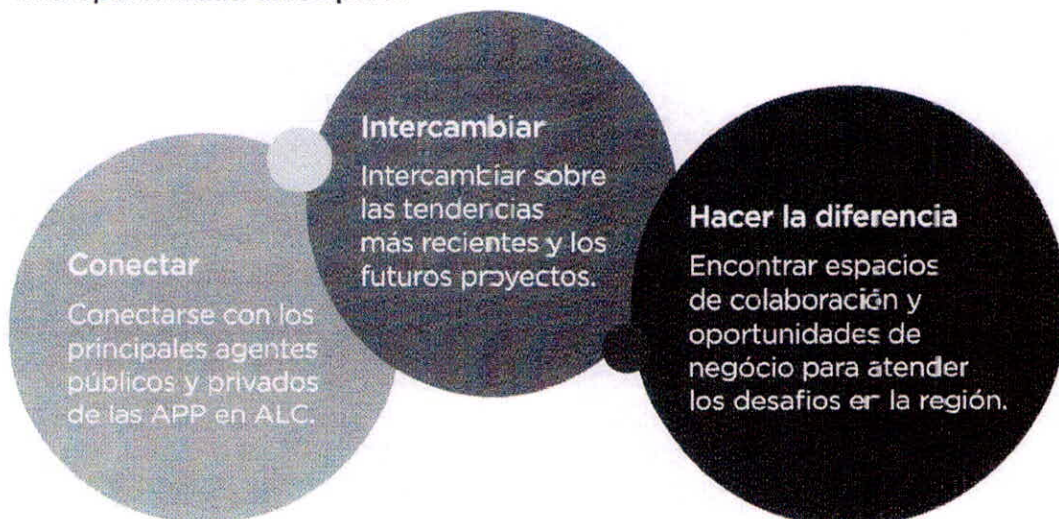 Conectar
Conectarse con los
principales agentes
públicos y privados
de las APP en ALC.
Intercambiar
Intercambiar sobre
las tendencias
más recientes y los
futuros proyectos.
Hacer la diferencia
Encontrar espacios
de colaboración y
oportunidades de
negócio para atender
los desafios en la región.